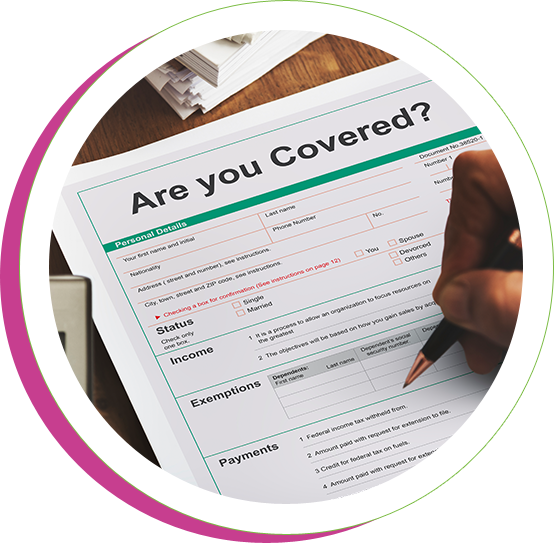 Are you Covered?
Document No.38520-1
Personal Details
Number 1
Your first name and initial
Last name
Nationality
Phone Number
No.
Address ( street and number), see instructions.
City, town, street and ZIP code, see instructions.
► Checking a box for confirmation (See instructions on page 12)
You
Spouse
Devorced
Others
Status
Check only
one box.
Single
Married
Income
1 It is a process to allow an organization to focus resources on
the greatest
2 The objectives will be based on how you gain sales by
Exemptions
Dependents:
First name
Last name
Dependent's social
security number
Payments
1 Federal income tax withheld from.
2 Amount paid with request for extension to file.
3 Credit for federal tax on fuels.
4 Amount paid with request for